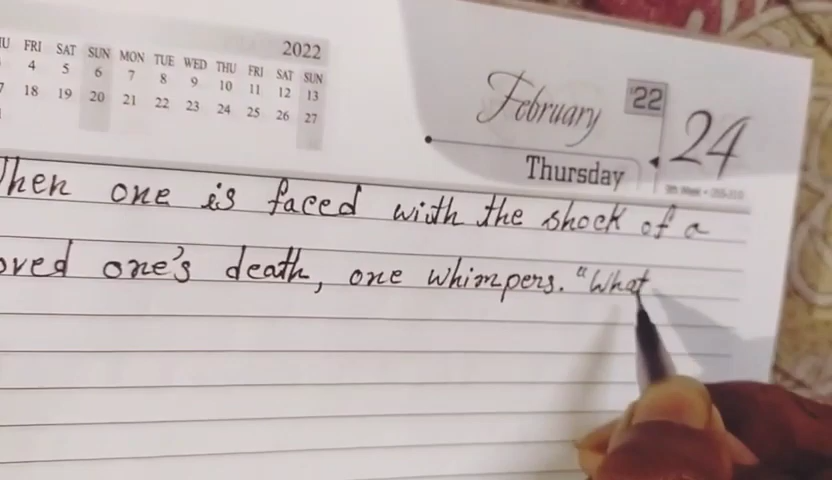 2022
FRI SAT SUN MON TUE WED THU FRI SAT SUN
4 5 6 7 8 9 10 11 12 13
18 19 20 21 22 23 24 25 26 27
February '22 24
Thursday
hen one is faced with the shock of a
oved one's death, one whimpers. "What